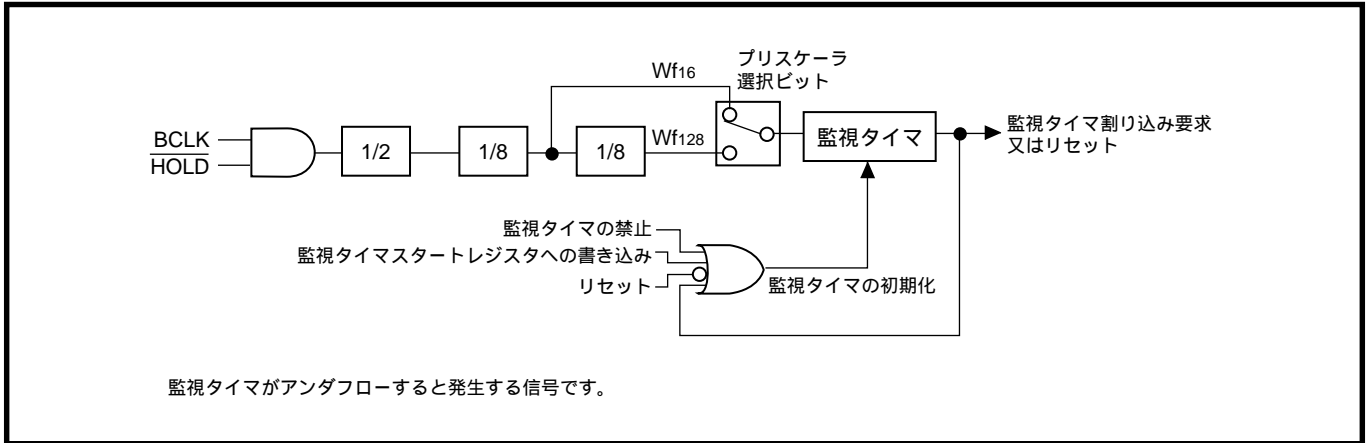 プリスケーラ
選択ビット
Wf16
BCLK
HOLD
1/2
1/8
1/8
Wf128
監視タイマ
監視タイマ割り込み要求
又はリセット
監視タイマの禁止
監視タイマスタートレジスタへの書き込み
リセット
監視タイマの初期化
監視タイマがアンダフローすると発生する信号です。